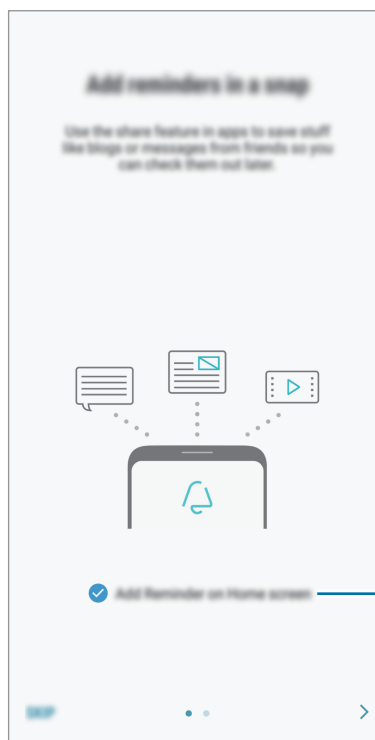 Add reminders in a snap
Use the share feature in apps to save stuff
like blogs or messages from friends so you
can check them out later.
Add Reminder on Home screen
SKIP